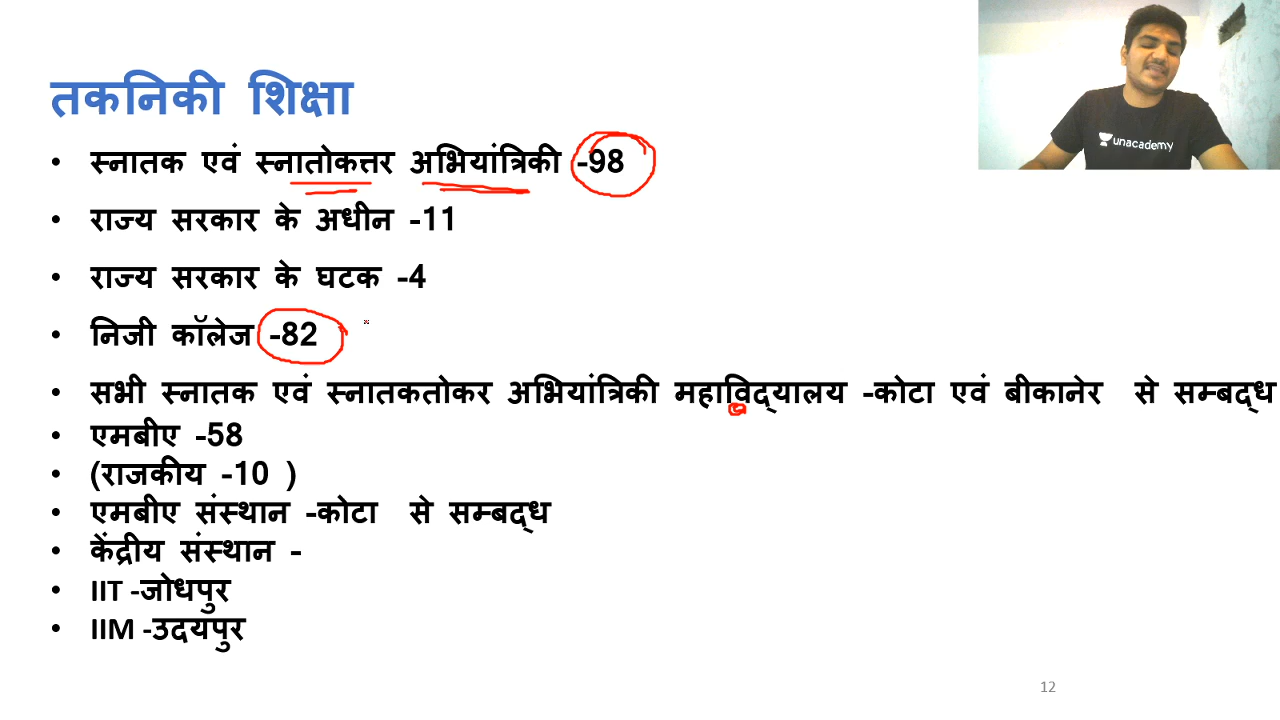 unacademy
तकनिकी शिक्षा
• स्नातक एवं स्नातोकत्तर अभियांत्रिकी -98
• राज्य सरकार के अधीन -11
• राज्य सरकार के घटक -4
• निजी कॉलेज -82
• सभी स्नातक एवं स्नातकतोकर अभियांत्रिकी महाविद्यालय -कोटा एवं बीकानेर से सम्बद्ध
• एमबीए -58
• (राजकीय -10 )
• एमबीए संस्थान -कोटा से सम्बद्ध
• केंद्रीय संस्थान -
• IIT -जोधपुर
• IIM -उदयपुर
12